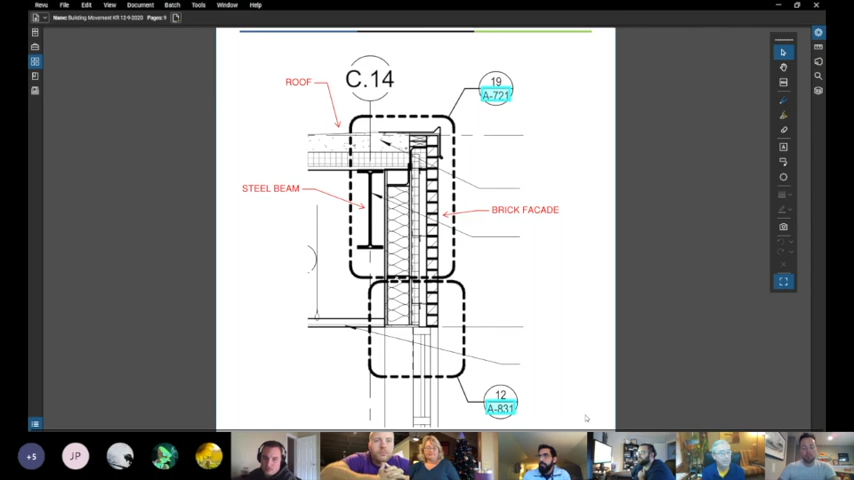 Revu File Edit View Document Batch Tools Window Help
Name: Building Movement KR 12-9-2020 Pages: 9
C.14
ROOF
19
A-721
STEEL BEAM
BRICK FACADE
12
A-831
+5
JP